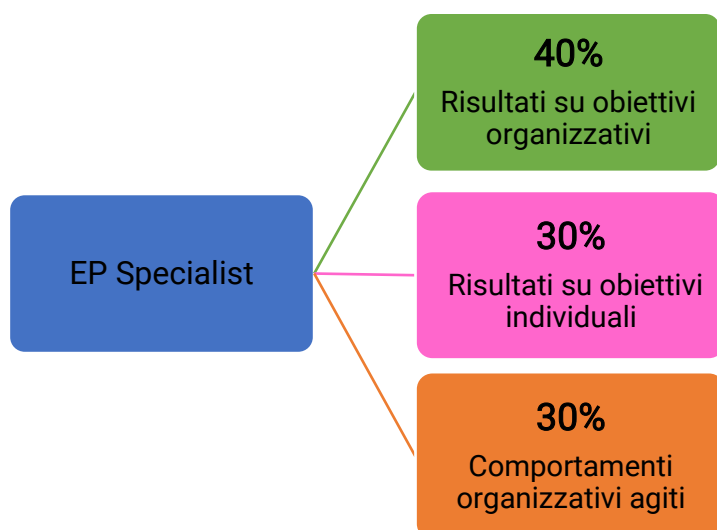 EP Specialist
40%
Risultati su obiettivi
organizzativi
30%
Risultati su obiettivi
individuali
30%
Comportamenti
organizzativi agiti